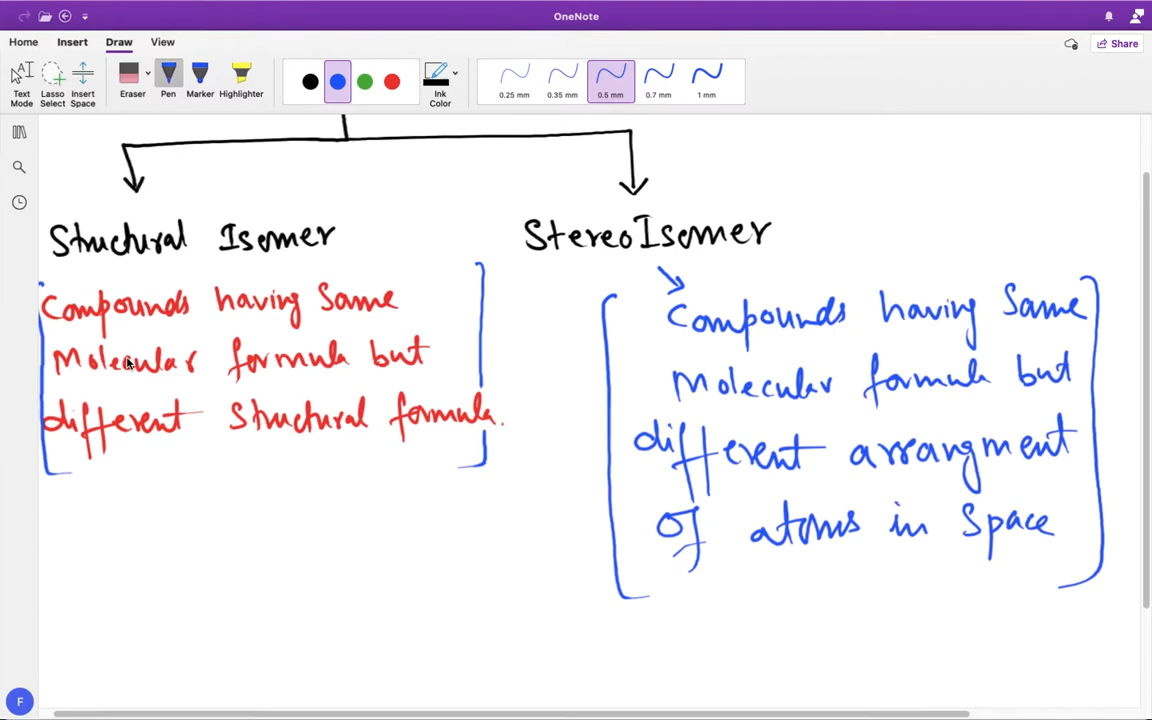 OneNote
Home Insert Draw View
Share
Text Mode
Lasso Select
Insert Space
Eraser
Pen
Marker
Highlighter
Ink Color
0.25 mm
0.35 mm
0.5 mm
0.7 mm
1 mm
Structural Isomer
Compounds having Same
Molecular formula but
different Structural formula.
StereoIsomer
Compounds having Same
Molecular formula but
different arrangment
of atoms in Space
F